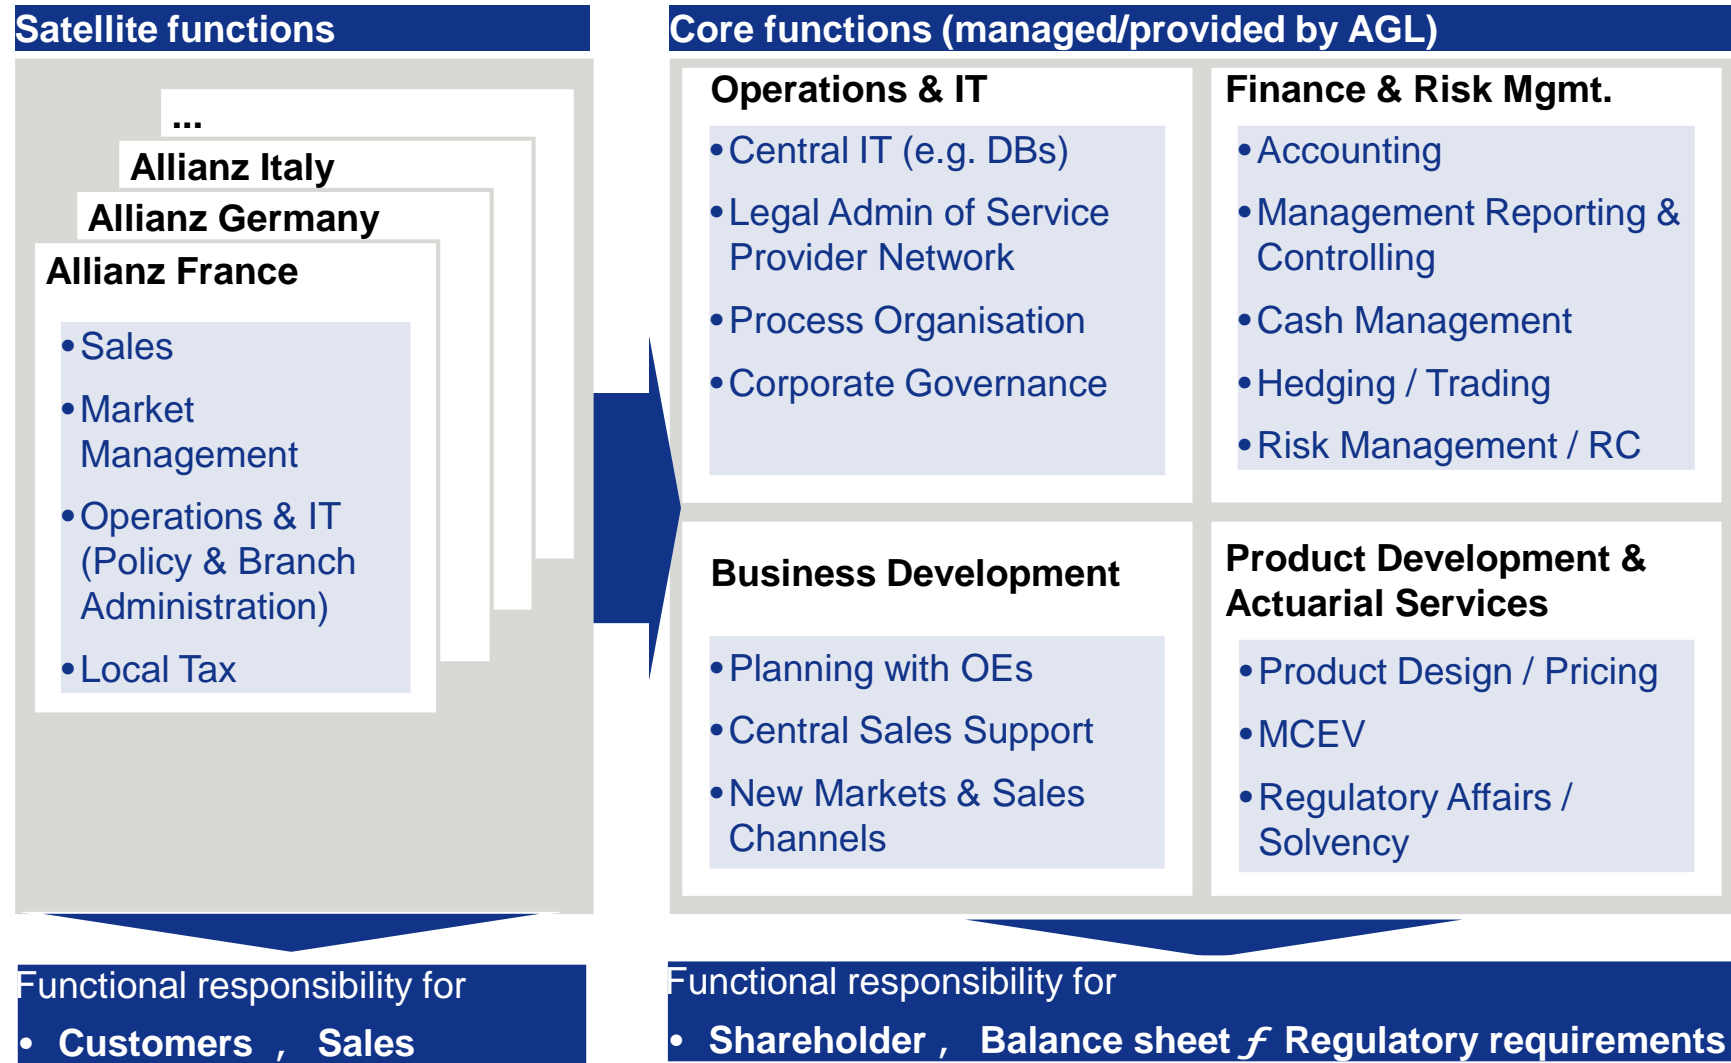 Satellite functions
...
Allianz Italy
Allianz Germany
Allianz France
•Sales
•Market
Management
•Operations & IT
(Policy & Branch
Administration)
•Local Tax
Functional responsibility for
• Customers , Sales
Core functions (managed/provided by AGL)
Operations & IT
•Central IT (e.g. DBs)
•Legal Admin of Service
Provider Network
•Process Organisation
•Corporate Governance
Finance & Risk Mgmt.
•Accounting
•Management Reporting &
Controlling
•Cash Management
•Hedging / Trading
•Risk Management / RC
Business Development
•Planning with OEs
•Central Sales Support
•New Markets & Sales
Channels
Product Development &
Actuarial Services
•Product Design / Pricing
•MCEV
•Regulatory Affairs /
Solvency
Functional responsibility for
• Shareholder , Balance sheet ƒ Regulatory requirements